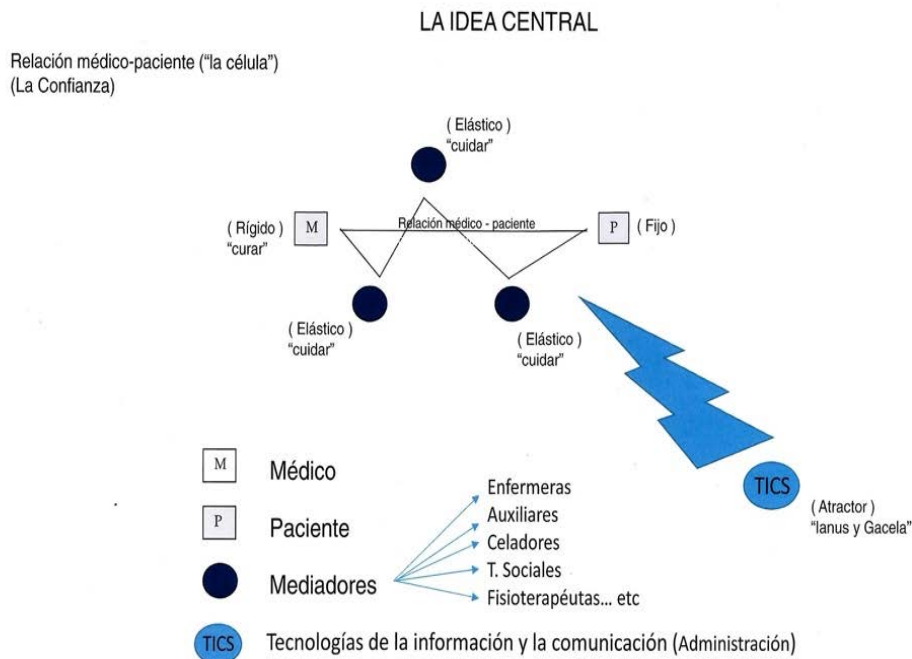 LA IDEA CENTRAL
Relación médico-paciente (“la célula”)
(La Confianza)
( Elástico )
“cuidar”
( Rígido )
“curar”
M
Relación médico - paciente
P
( Fijo )
( Elástico )
“cuidar”
( Elástico )
“cuidar”
TICS
( Atractor )
“Ianus y Gacela”
M
Médico
P
Paciente
Mediadores
Enfermeras
Auxiliares
Celadores
T. Sociales
Fisioterapéutas... etc
TICS
Tecnologías de la información y la comunicación (Administración)